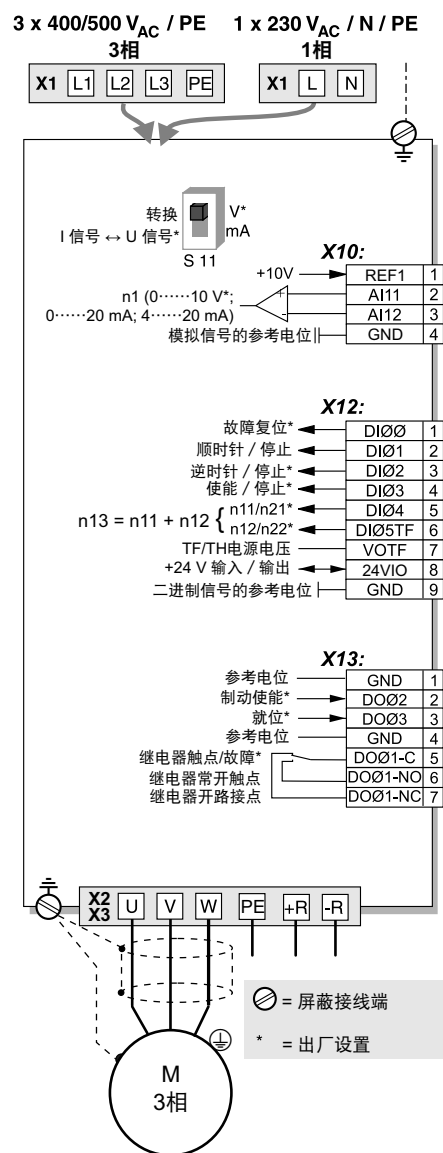 3 x 400/500 VAC / PE
3相
1 x 230 VAC / N / PE
1相
X1 L1 L2 L3 PE
X1 L N
转换
I 信号 ↔ U 信号*
V*
mA
S 11
X10:
+10V REF1 1
n1 (0……10 V*; AI11 2
0……20 mA; 4……20 mA) AI12 3
模拟信号的参考电位 GND 4
+
-
X12:
故障复位* DIØØ 1
顺时针 / 停止 DIØ1 2
逆时针 / 停止* DIØ2 3
使能 / 停止* DIØ3 4
n13 = n11 + n12 {
n11/n21* DIØ4 5
n12/n22* DIØ5TF 6
TF/TH电源电压 VOTF 7
+24 V 输入 / 输出 24VIO 8
二进制信号的参考电位 GND 9
X13:
参考电位 GND 1
制动使能* DOØ2 2
就位* DOØ3 3
参考电位 GND 4
继电器触点/故障* DOØ1-C 5
继电器常开触点 DOØ1-NO 6
继电器开路接点 DOØ1-NC 7
X2
X3
U V W PE +R -R
M
3相
= 屏蔽接线端
* = 出厂设置